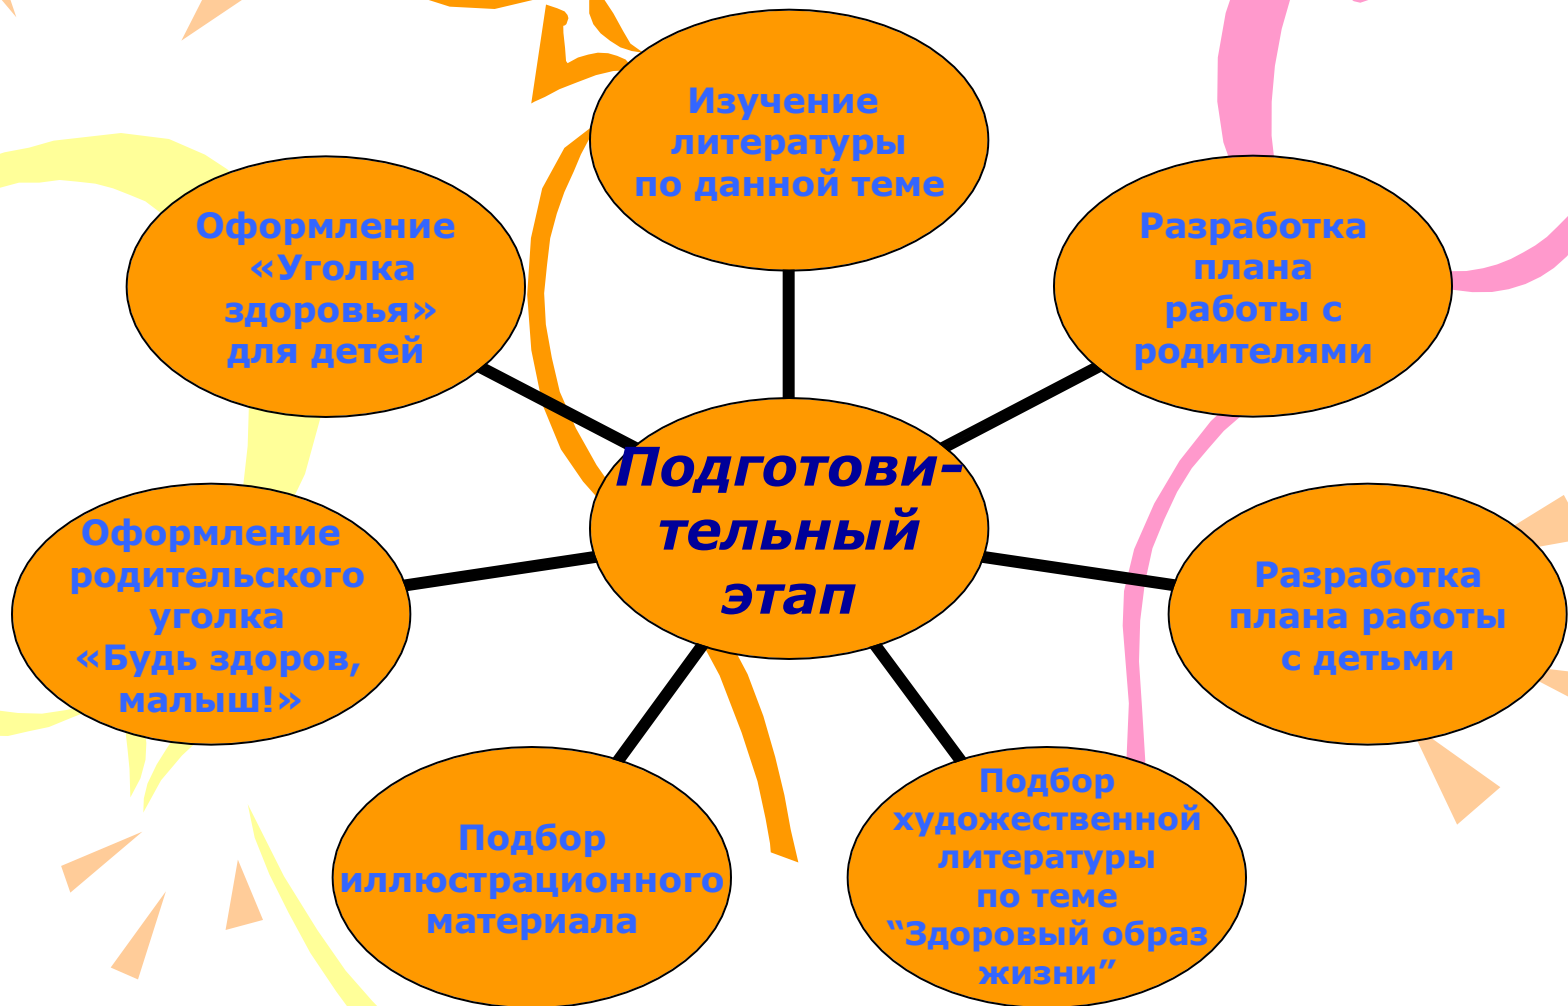 Изучение
литературы
по данной теме
Оформление
«Уголка
здоровья»
для детей
Разработка
плана
работы с
родителями
Подготови-
тельный
этап
Оформление
родительского
уголка
«Будь здоров,
малыш!»
Разработка
плана работы
с детьми
Подбор
иллюстрационного
материала
Подбор
художественной
литературы
по теме
“Здоровый образ
жизни”